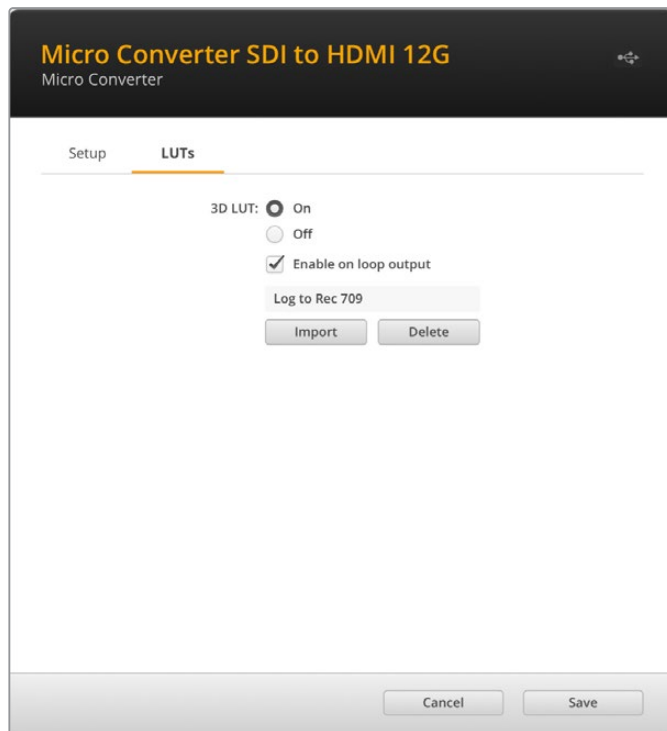 Micro Converter SDI to HDMI 12G
Micro Converter
Setup LUTs
3D LUT: On
Off
Enable on loop output
Log to Rec 709
Import Delete
Cancel Save